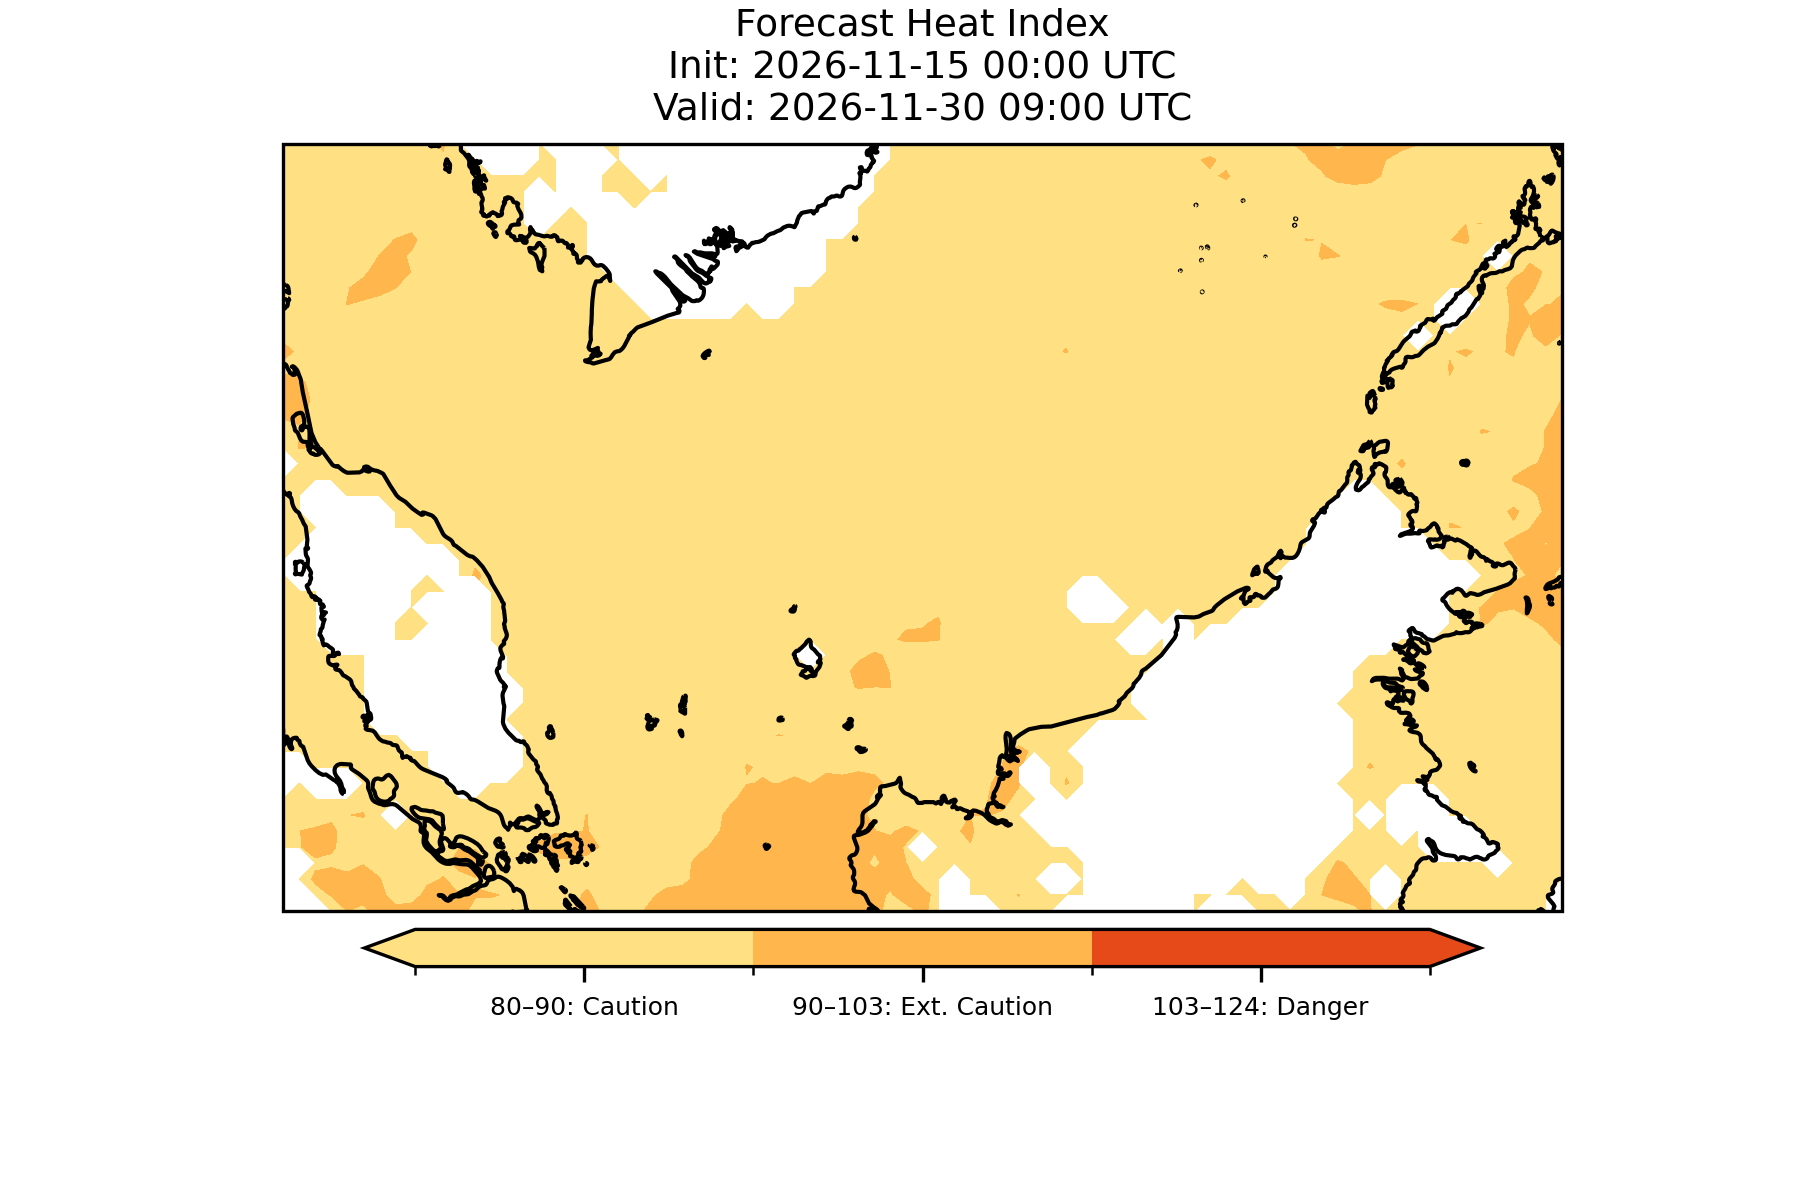 Forecast Heat Index
Init: 2026-11-15 00:00 UTC
Valid: 2026-11-30 09:00 UTC
80–90: Caution
90–103: Ext. Caution
103–124: Danger